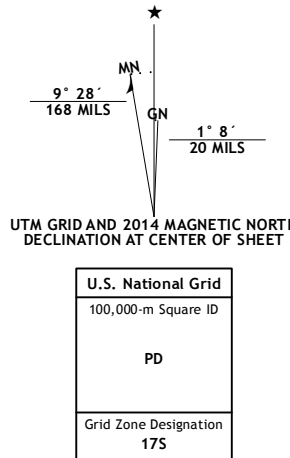 ★
MN
GN
9° 28´
168 MILS
1° 8´
20 MILS
UTM GRID AND 2014 MAGNETIC NORTH
DECLINATION AT CENTER OF SHEET
U.S. National Grid
100,000-m Square ID
PD
Grid Zone Designation
17S